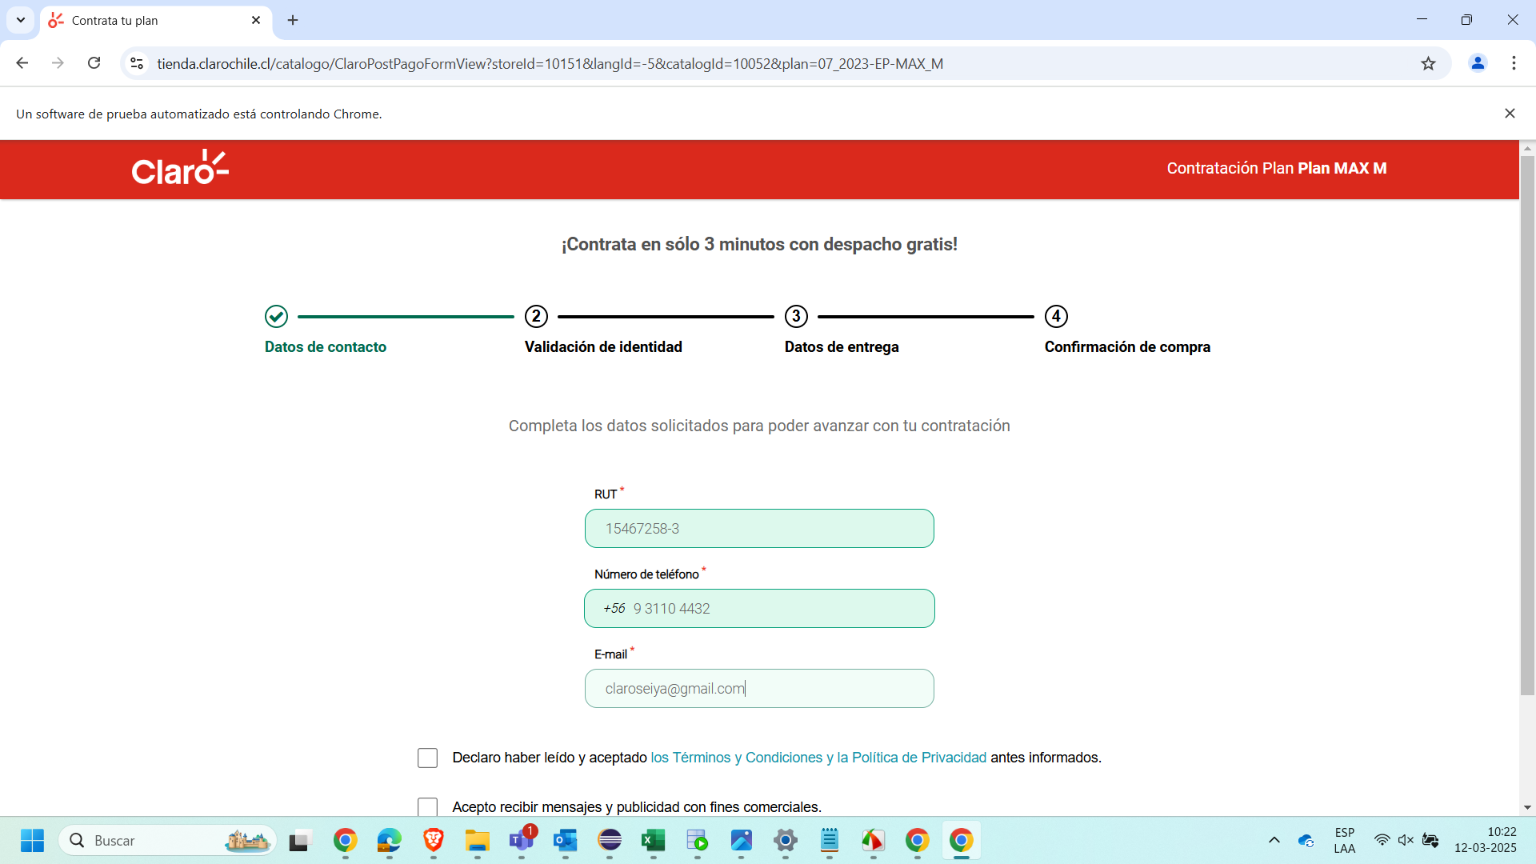 Contrata tu plan
tienda.clarochile.cl/catalogo/ClaroPostPagoFormView?storeId=10151&langId=-5&catalogId=10052&plan=07_2023-EP-MAX_M
Un software de prueba automatizado está controlando Chrome.
Claro
Contratación Plan Plan MAX M
¡Contrata en sólo 3 minutos con despacho gratis!
2 3 4
Datos de contacto Validación de identidad Datos de entrega Confirmación de compra
Completa los datos solicitados para poder avanzar con tu contratación
RUT *
15467258-3
Número de teléfono *
+56 9 3110 4432
E-mail *
claroseiya@gmail.com
Declaro haber leído y aceptado los Términos y Condiciones y la Política de Privacidad antes informados.
Acepto recibir mensajes y publicidad con fines comerciales.
Buscar
1
ESP
LAA
10:22
12-03-2025